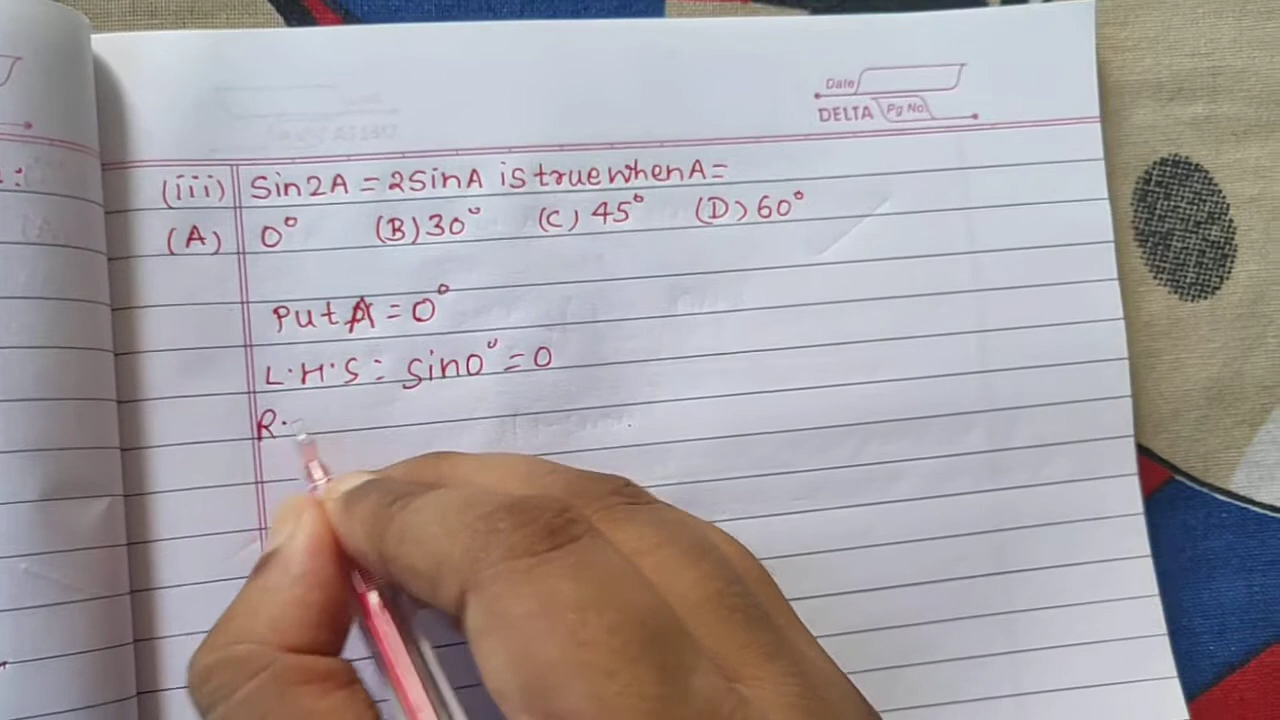 Date
DELTA Pg No.
(iii) Sin2A = 2SinA is true when A =
(A) 0° (B) 30° (C) 45° (D) 60°
Put A = 0°
L.H.S = sin0° = 0
R.